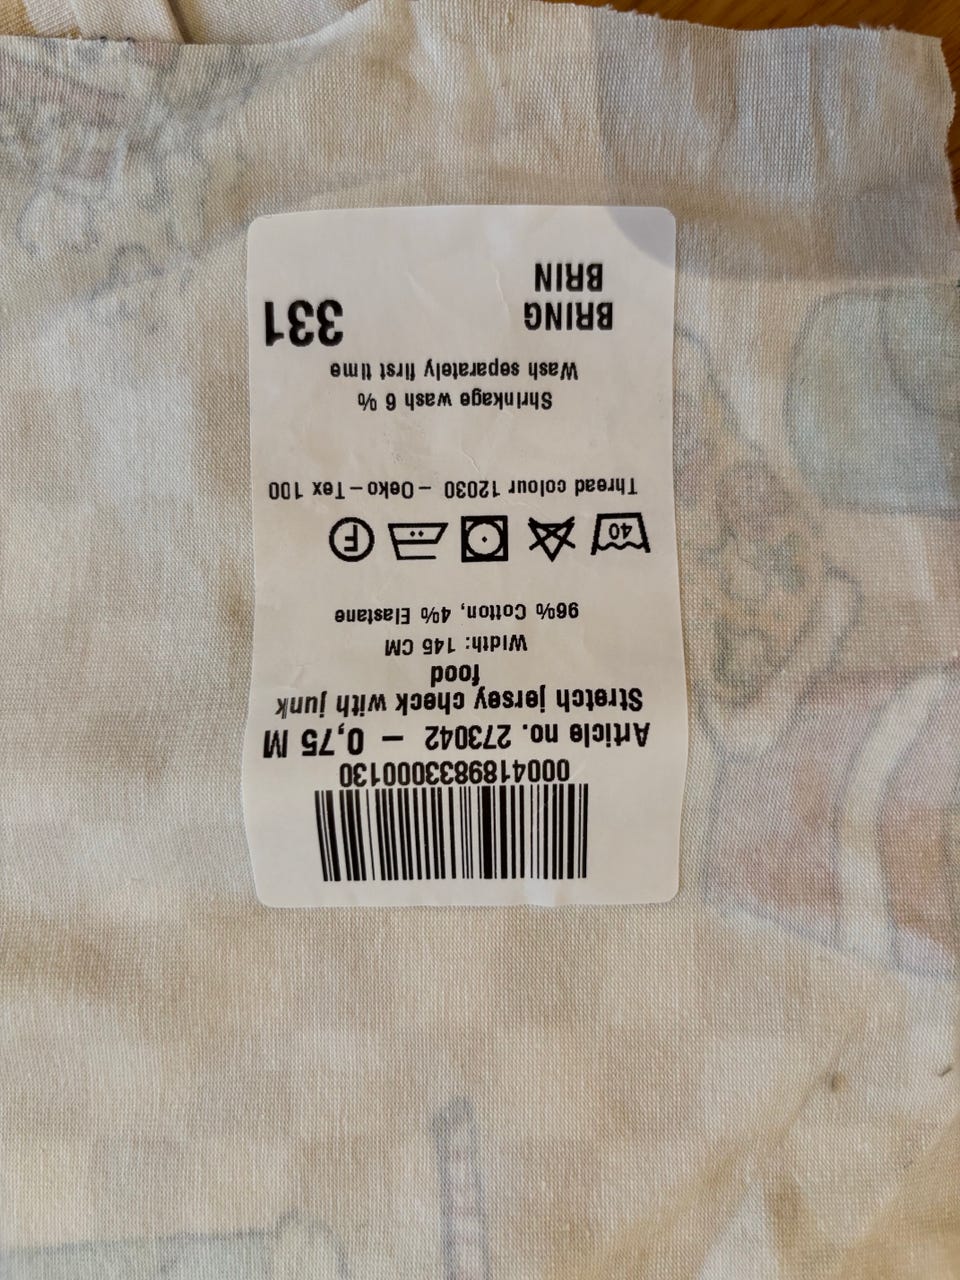 0004189833000130
Article no. 273042 – 0,75 M
Stretch jersey check with junk
food
Width: 145 CM
96% Cotton, 4% Elastane
40 F
Thread colour 12030 – Oeko-Tex 100
Shrinkage wash 6 %
Wash separately first time
BRING 331
BRIN